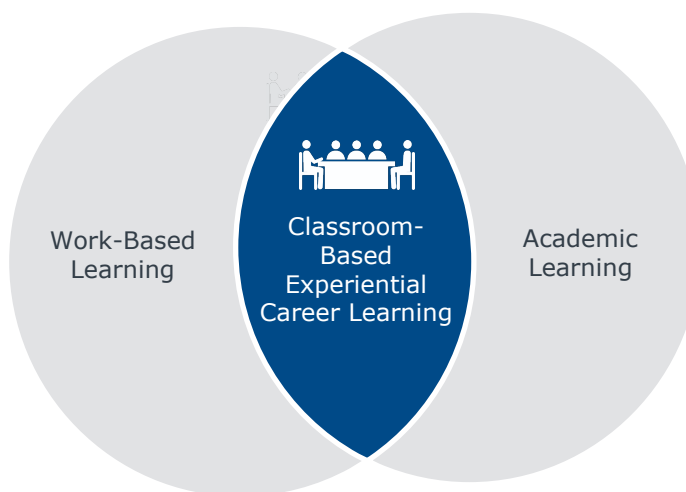 Work-Based
Learning
Classroom-
Based
Experiential
Career Learning
Academic
Learning